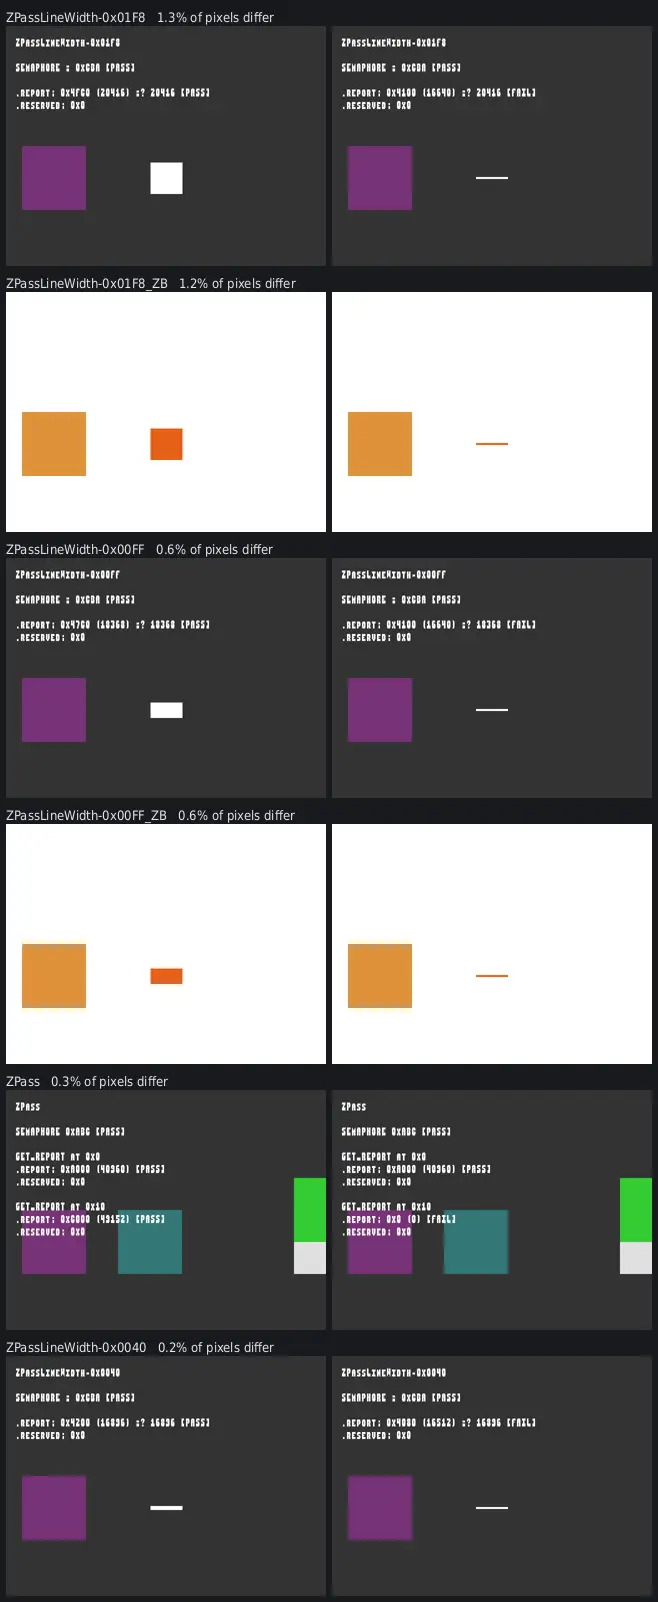 ZPassLineWidth-0x01F8   1.3% of pixels differ
ZPassLineWidth-0x01F8
Semaphore : 0xCBA [PASS]
.Report: 0x4FC0 (20416) =? 20416 [PASS]
.Reserved: 0x0
ZPassLineWidth-0x01F8
Semaphore : 0xCBA [PASS]
.Report: 0x4100 (16640) =? 20416 [FAIL]
.Reserved: 0x0
ZPassLineWidth-0x01F8_ZB   1.2% of pixels differ
ZPassLineWidth-0x00FF   0.6% of pixels differ
ZPassLineWidth-0x00FF
Semaphore : 0xCBA [PASS]
.Report: 0x47C0 (18368) =? 18368 [PASS]
.Reserved: 0x0
ZPassLineWidth-0x00FF
Semaphore : 0xCBA [PASS]
.Report: 0x4100 (16640) =? 18368 [FAIL]
.Reserved: 0x0
ZPassLineWidth-0x00FF_ZB   0.6% of pixels differ
ZPass   0.3% of pixels differ
ZPass
Semaphore 0xABC [PASS]
GET_REPORT at 0x0
.Report: 0xA000 (40960) [PASS]
.Reserved: 0x0
GET_REPORT at 0x10
.Report: 0xC000 (49152) [PASS]
.Reserved: 0x0
ZPass
Semaphore 0xABC [PASS]
GET_REPORT at 0x0
.Report: 0xA000 (40960) [PASS]
.Reserved: 0x0
GET_REPORT at 0x10
.Report: 0x0 (0) [FAIL]
.Reserved: 0x0
ZPassLineWidth-0x0040   0.2% of pixels differ
ZPassLineWidth-0x0040
Semaphore : 0xCBA [PASS]
.Report: 0x4200 (16896) =? 16896 [PASS]
.Reserved: 0x0
ZPassLineWidth-0x0040
Semaphore : 0xCBA [PASS]
.Report: 0x4080 (16512) =? 16896 [FAIL]
.Reserved: 0x0